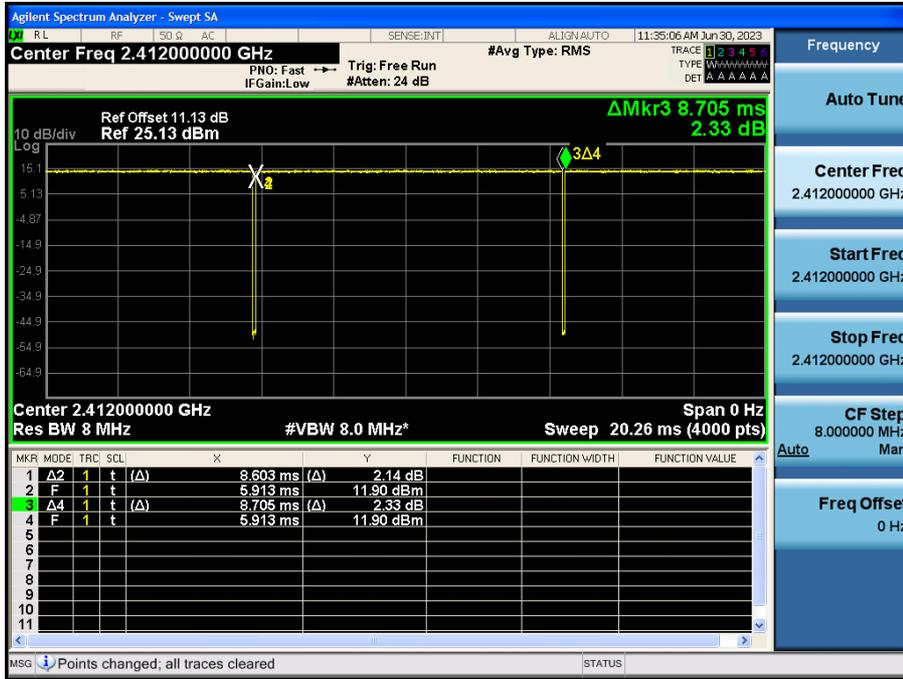 Agilent Spectrum Analyzer - Swept SA
LXI RL RF 50 Ω AC SENSE:INT ALIGN AUTO 11:35:06 AM Jun 30, 2023
Center Freq 2.412000000 GHz #Avg Type: RMS TRACE 1 2 3 4 5 6
PNO: Fast Trig: Free Run TYPE WWWWWW
IFGain:Low #Atten: 24 dB DET A A A A A A
Frequency
Auto Tune
Center Freq
2.412000000 GHz
Start Freq
2.412000000 GHz
Stop Freq
2.412000000 GHz
CF Step
8.000000 MHz
Auto Man
Freq Offset
0 Hz
ΔMkr3 8.705 ms
2.33 dB
Ref Offset 11.13 dB
10 dB/div Ref 25.13 dBm
Log
15.1
5.13
-4.87
-14.9
-24.9
-34.9
-44.9
-54.9
-64.9
3Δ4
Center 2.412000000 GHz Span 0 Hz
Res BW 8 MHz #VBW 8.0 MHz* Sweep 20.26 ms (4000 pts)
MKR MODE TRC SCL X Y FUNCTION FUNCTION WIDTH FUNCTION VALUE
1 Δ2 1 t (Δ) 8.603 ms (Δ) 2.14 dB
2 F 1 t 5.913 ms 11.90 dBm
3 Δ4 1 t (Δ) 8.705 ms (Δ) 2.33 dB
4 F 1 t 5.913 ms 11.90 dBm
5
6
7
8
9
10
11
MSG Points changed; all traces cleared STATUS